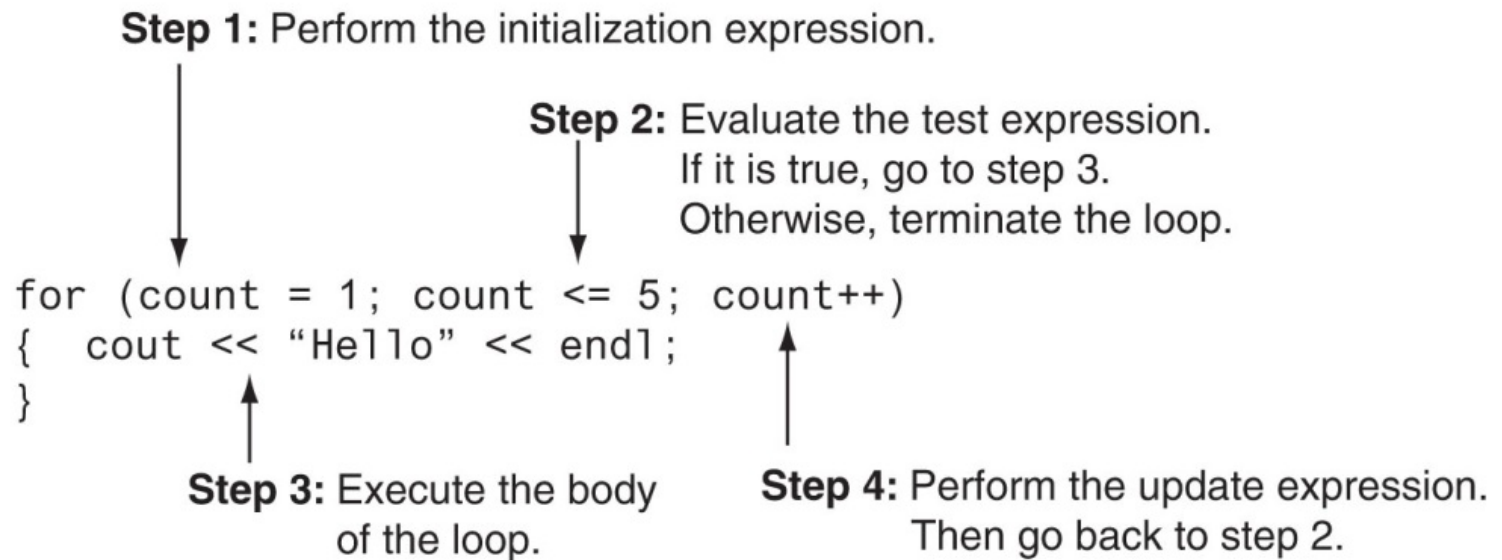 Step 1: Perform the initialization expression.
Step 2: Evaluate the test expression.
If it is true, go to step 3.
Otherwise, terminate the loop.
for (count = 1; count <= 5; count++)
{  cout << “Hello” << endl;
}
Step 3: Execute the body
of the loop.
Step 4: Perform the update expression.
Then go back to step 2.